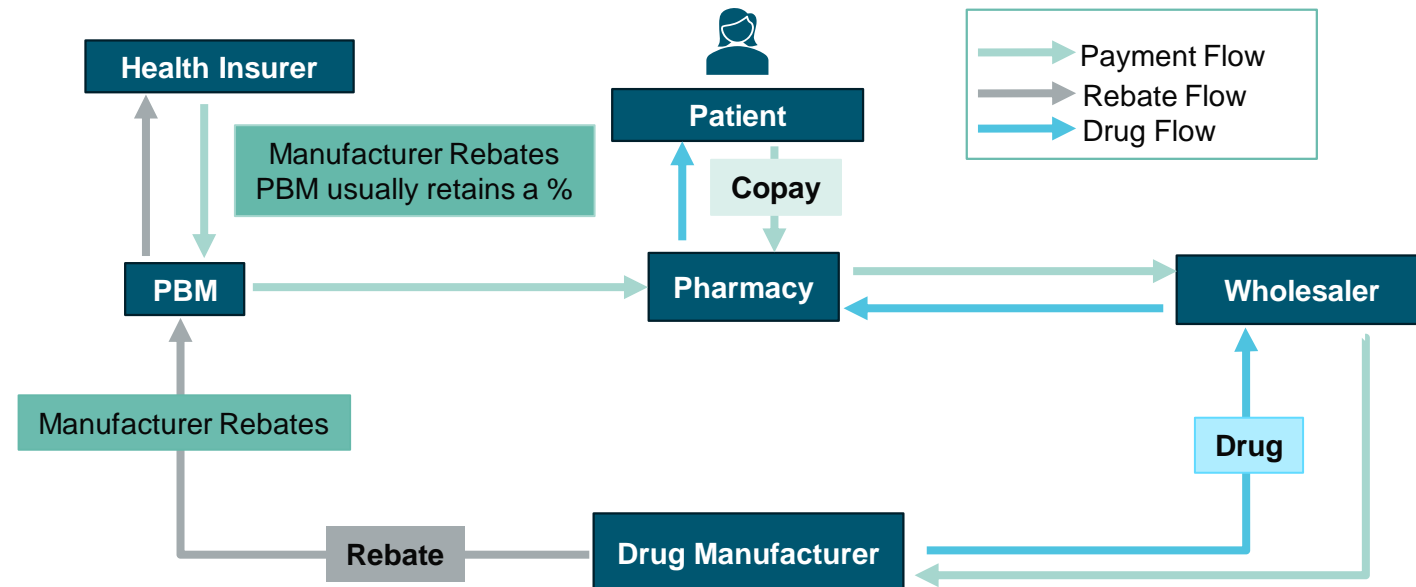 Health Insurer
Patient
Payment Flow
Rebate Flow
Drug Flow
Manufacturer Rebates
PBM usually retains a %
Copay
PBM
Pharmacy
Wholesaler
Manufacturer Rebates
Drug
Rebate
Drug Manufacturer